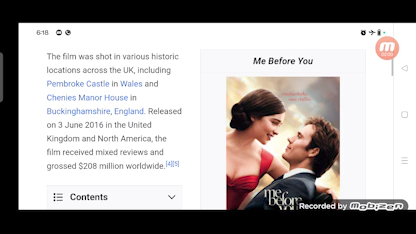 6:18
The film was shot in various historic
locations across the UK, including
Pembroke Castle in Wales and
Chenies Manor House in
Buckinghamshire, England. Released
on 3 June 2016 in the United
Kingdom and North America, the
film received mixed reviews and
grossed $208 million worldwide.[4][5]
Contents
Me Before You
me
before
you
Recorded by Mobizen